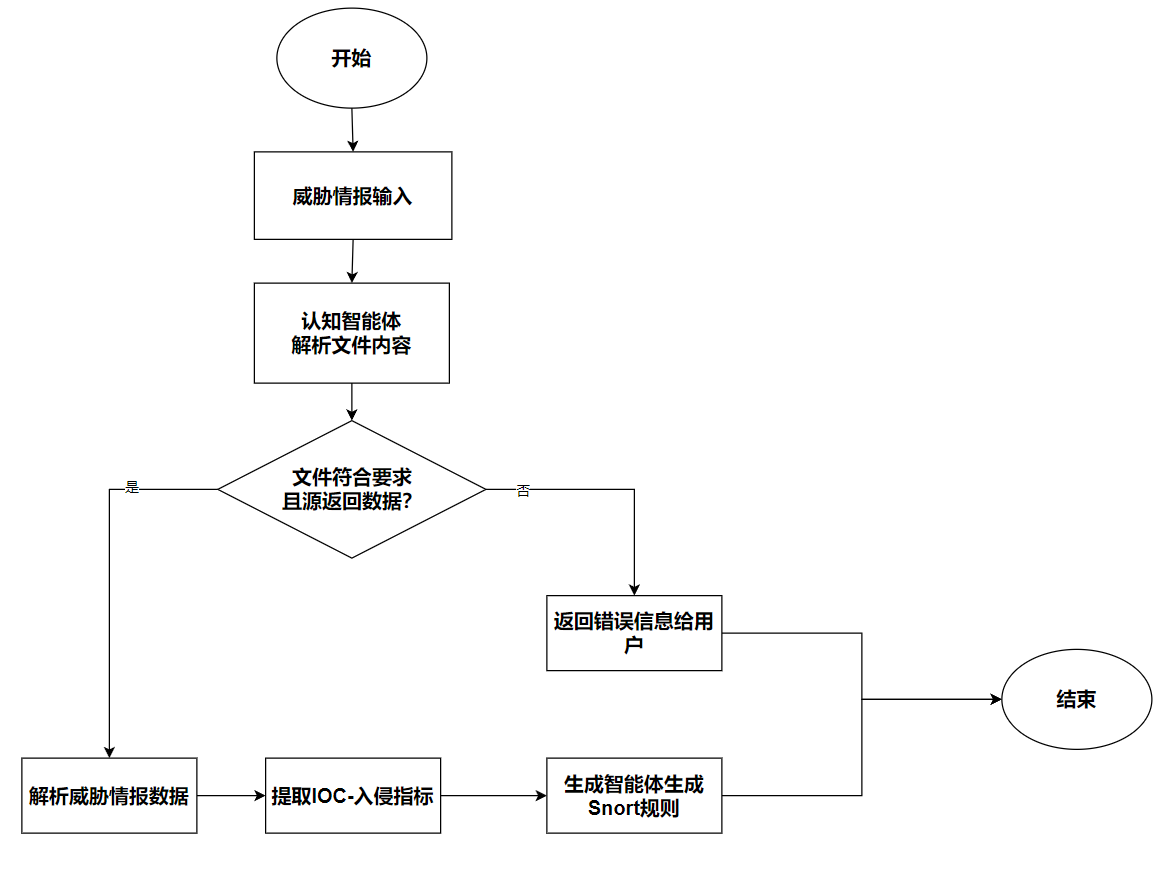 开始
威胁情报输入
认知智能体
解析文件内容
文件符合要求
且源返回数据?
是
否
返回错误信息给用
户
结束
解析威胁情报数据
提取IOC-入侵指标
生成智能体生成
Snort规则